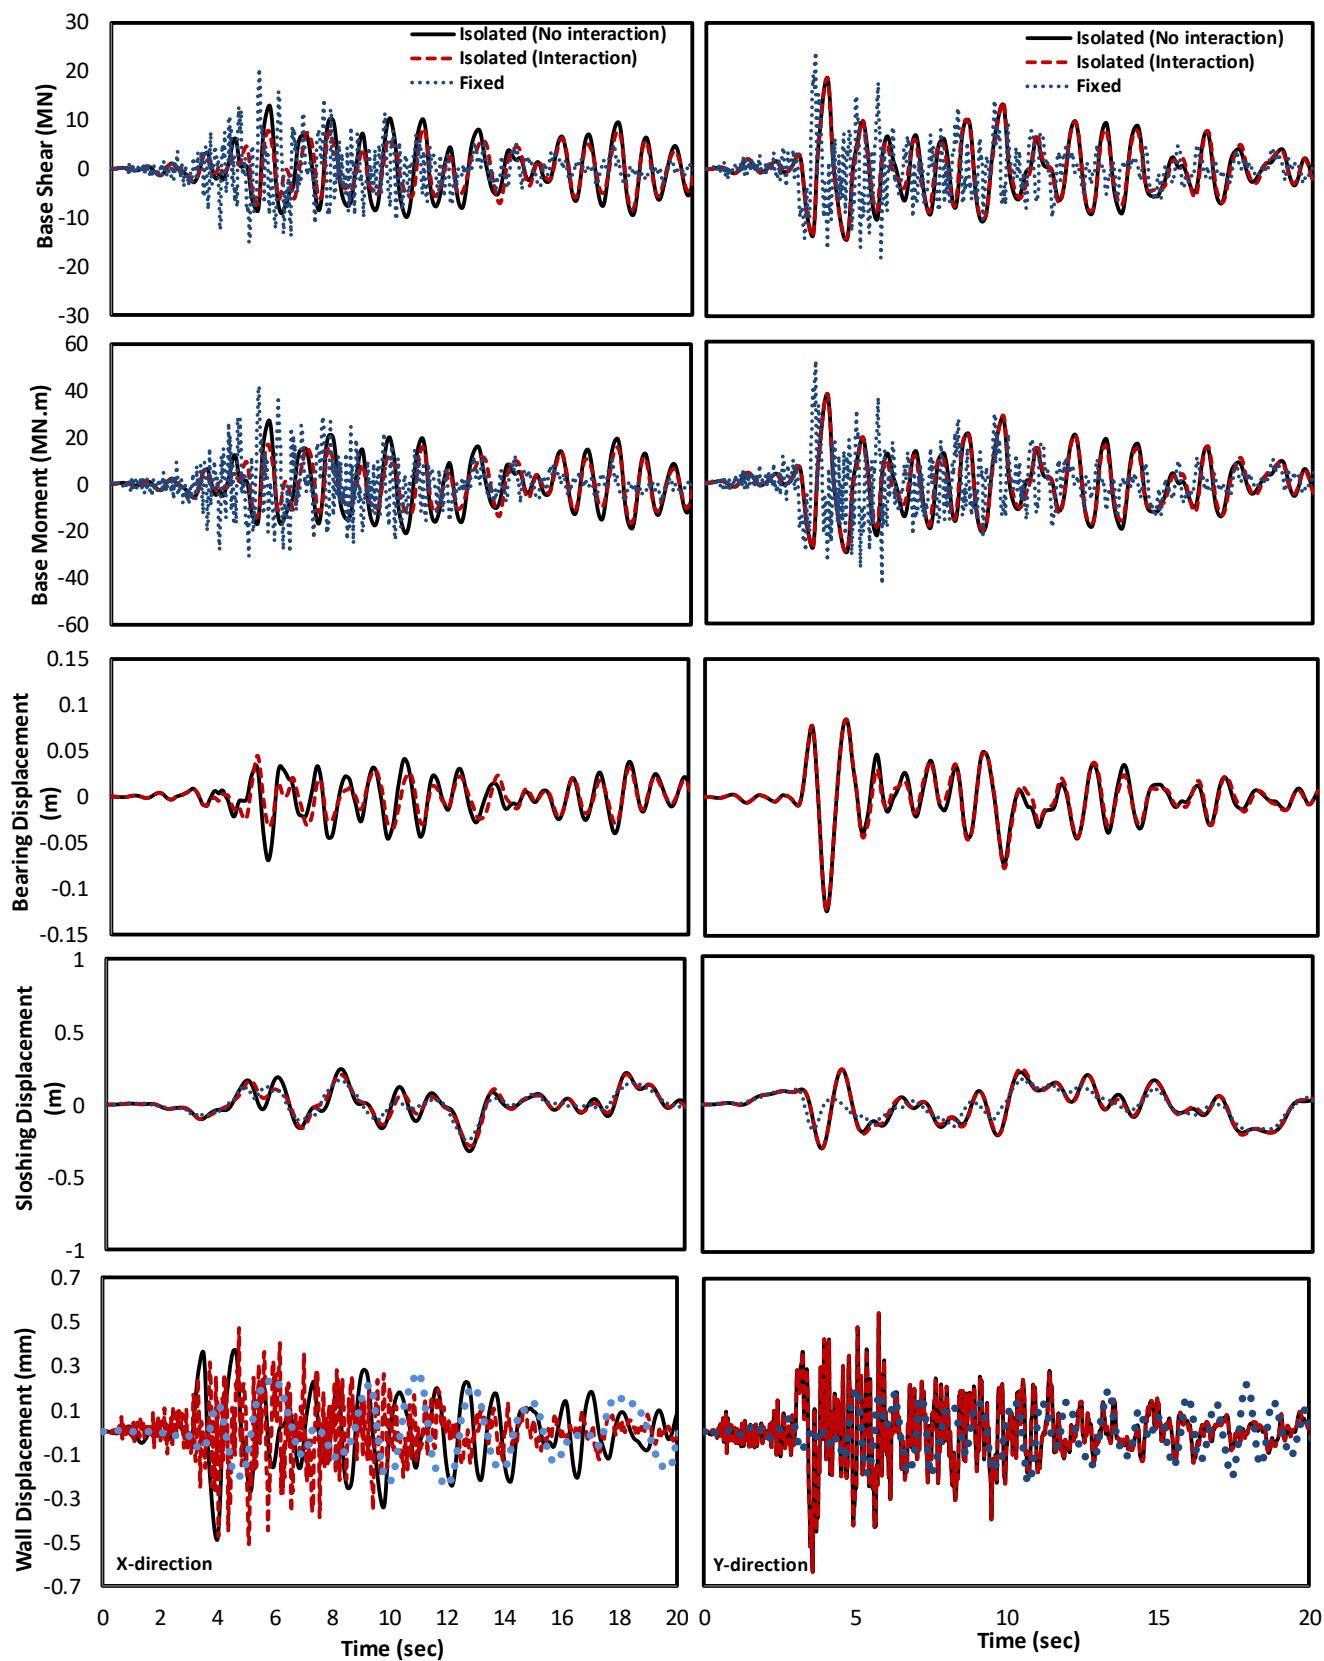 30
20
10
0
-10
-20
-30
Base Shear (MN)
Isolated (No interaction)
Isolated (Interaction)
Fixed
Isolated (No interaction)
Isolated (Interaction)
Fixed
60
40
20
0
-20
-40
-60
Base Moment (MN.m)
0.15
0.1
0.05
0
-0.05
-0.1
-0.15
Bearing Displacement
(m)
1
0.5
0
-0.5
-1
Sloshing Displacement
(m)
0.7
0.5
0.3
0.1
-0.1
-0.3
-0.5
-0.7
Wall Displacement (mm)
X-direction
Y-direction
0 2 4 6 8 10 12 14 16 18 20
0 5 10 15 20
Time (sec)
Time (sec)